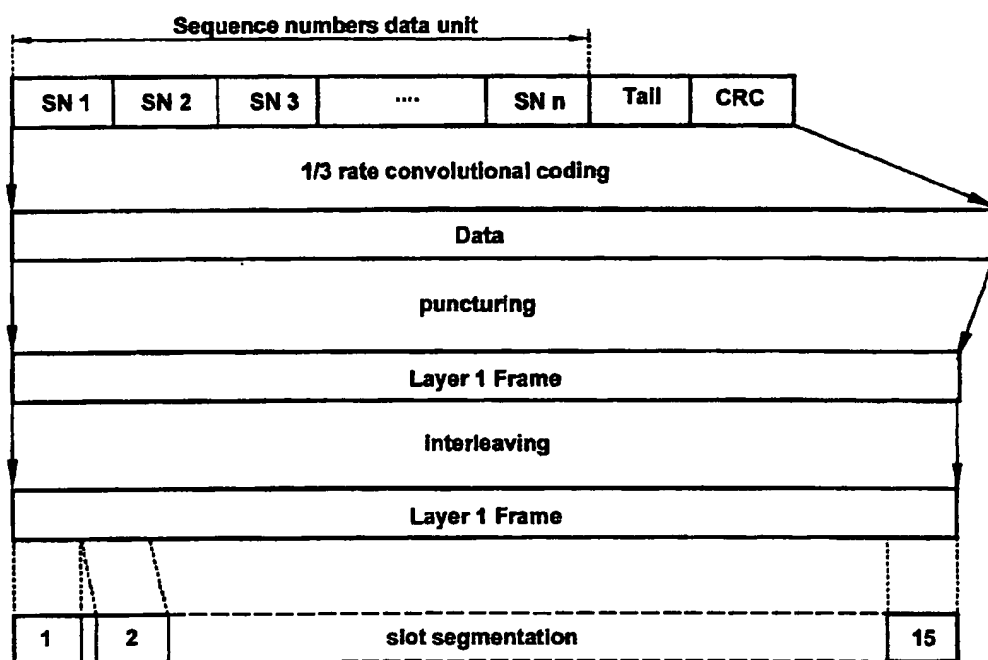 Sequence numbers data unit
SN 1 SN 2 SN 3 .... SN n Tail CRC
1/3 rate convolutional coding
Data
puncturing
Layer 1 Frame
interleaving
Layer 1 Frame
1 2 slot segmentation 15